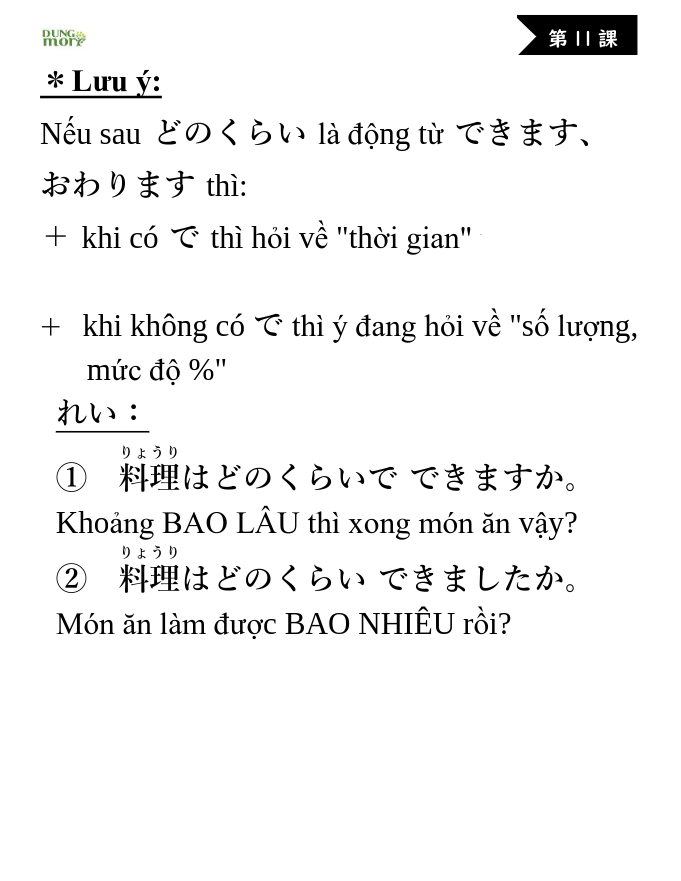 DUNG mori
第11課
＊Lưu ý:
Nếu sau どのくらい là động từ できます、
おわります thì:
＋ khi có で thì hỏi về "thời gian"
＋ khi không có で thì ý đang hỏi về "số lượng,
mức độ %"
れい：
りょうり
① 料理はどのくらいで できますか。
Khoảng BAO LÂU thì xong món ăn vậy?
りょうり
② 料理はどのくらい できましたか。
Món ăn làm được BAO NHIÊU rồi?